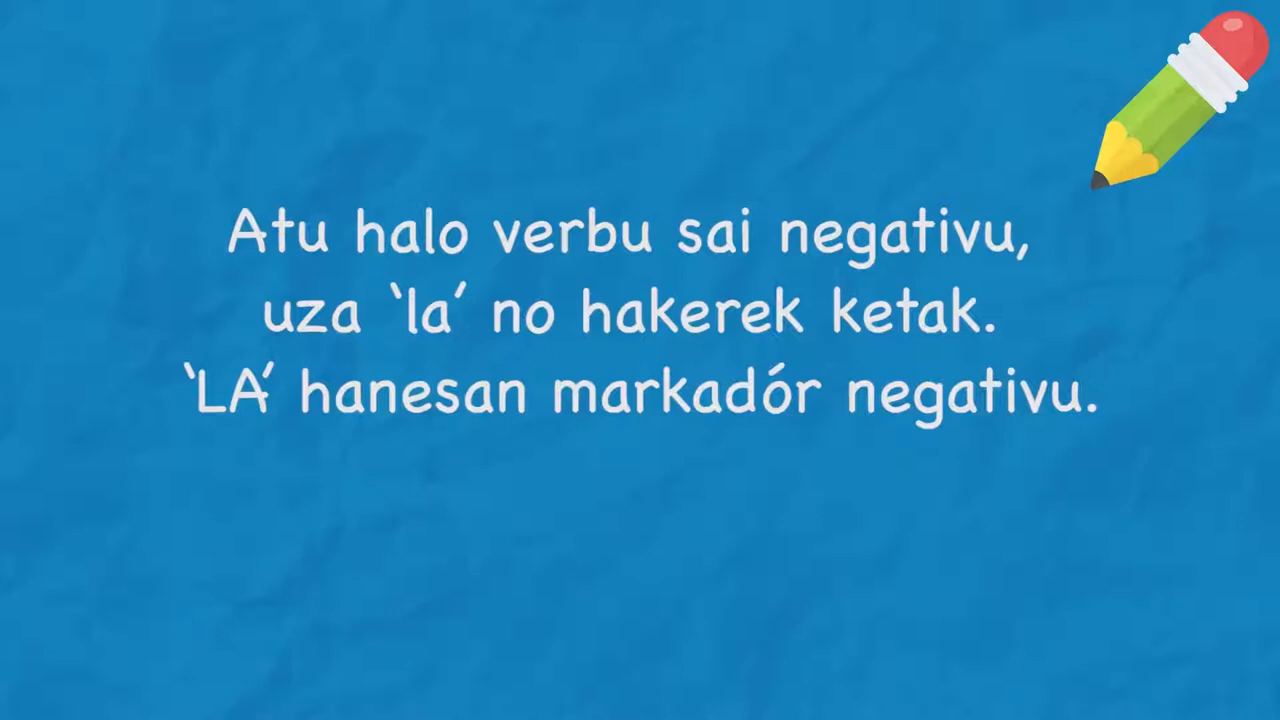 Atu halo verbu sai negativu,
uza ‘la’ no hakerek ketak.
‘LA’ hanesan markadór negativu.